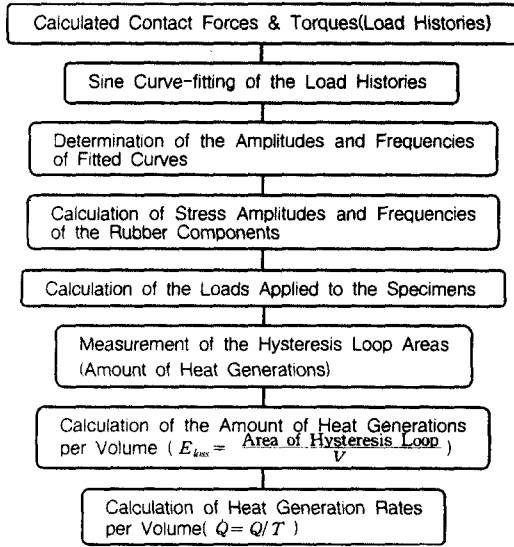 Calculated Contact Forces & Torques(Load Histories)
Sine Curve-fitting of the Load Histories
Determination of the Amplitudes and Frequencies
of Fitted Curves
Calculation of Stress Amplitudes and Frequencies
of the Rubber Components
Calculation of the Loads Applied to the Specimens
Measurement of the Hysteresis Loop Areas
(Amount of Heat Generations)
Calculation of the Amount of Heat Generations
per Volume ( E_loss = Area of Hysteresis Loop / V )
Calculation of Heat Generation Rates
per Volume( Q̇ = Q/T )